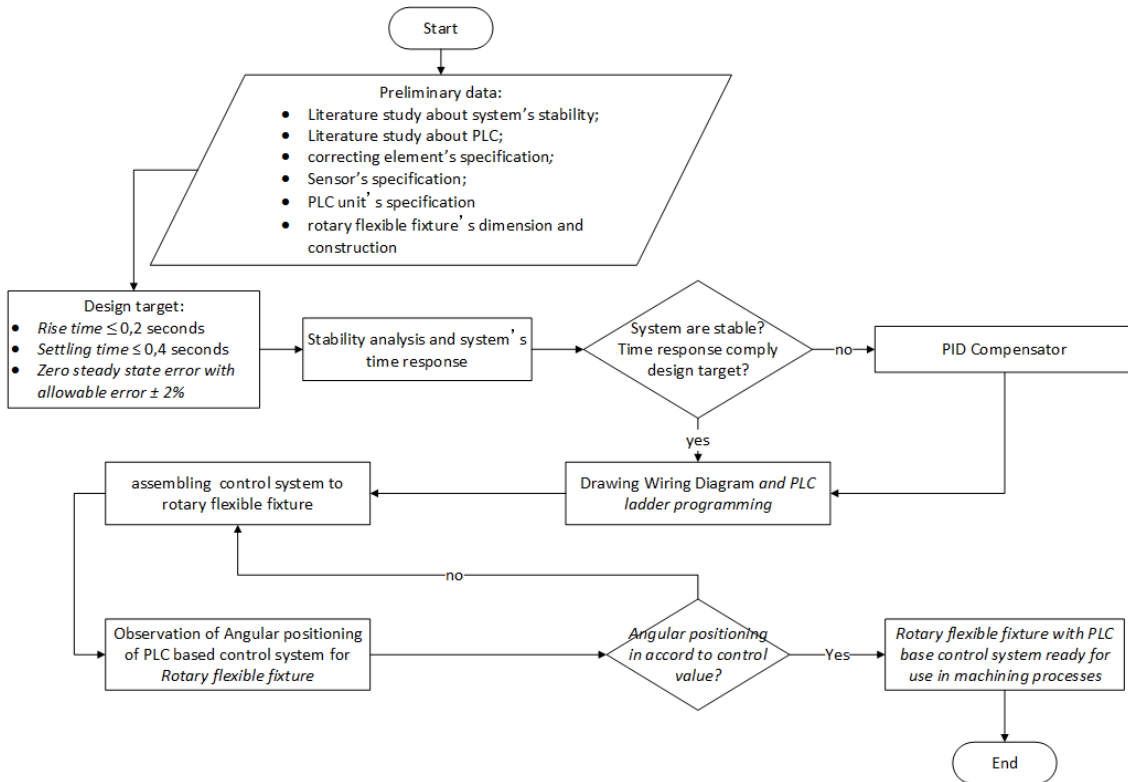 Start
Preliminary data:
● Literature study about system's stability;
● Literature study about PLC;
● correcting element's specification;
● Sensor's specification;
● PLC unit's specification
● rotary flexible fixture's dimension and
construction
Design target:
● Rise time ≤ 0,2 seconds
● Settling time ≤ 0,4 seconds
● Zero steady state error with
allowable error ± 2%
Stability analysis and system's
time response
System are stable?
Time response comply
design target?
no
PID Compensator
yes
assembling control system to
rotary flexible fixture
Drawing Wiring Diagram and PLC
ladder programming
no
Observation of Angular positioning
of PLC based control system for
Rotary flexible fixture
Angular positioning
in accord to control
value?
Yes
Rotary flexible fixture with PLC
base control system ready for
use in machining processes
End